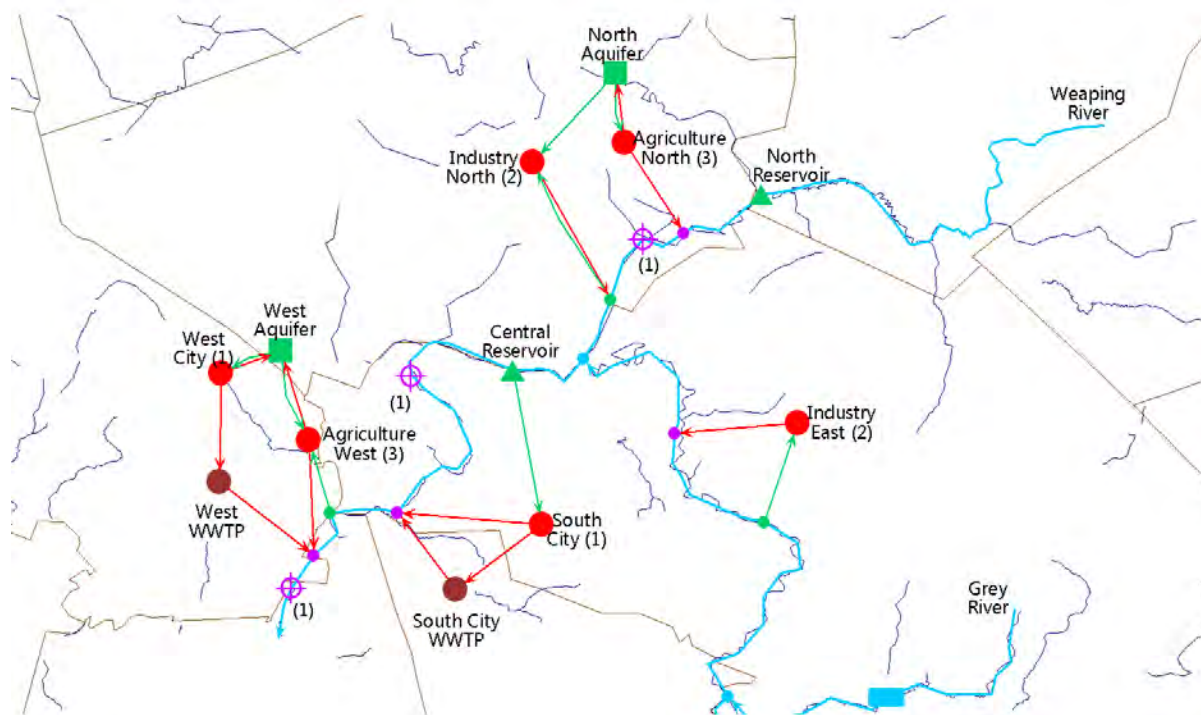 North
Aquifer
Weaping
River
Agriculture
North (3)
Industry
North (2)
North
Reservoir
(1)
West
Aquifer
West
City (1)
Central
Reservoir
(1)
Industry
East (2)
Agriculture
West (3)
West
WWTP
South
City (1)
(1)
South City
WWTP
Grey
River